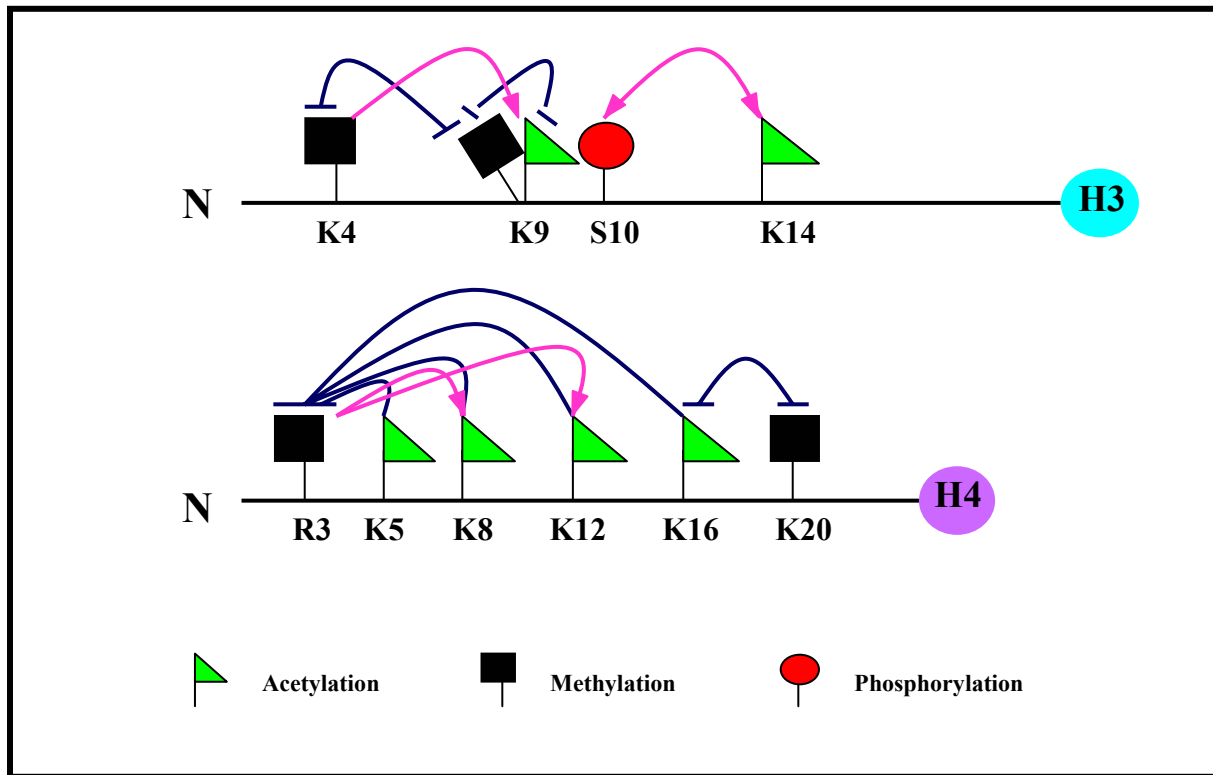 N H3
K4 K9 S10 K14
N H4
R3 K5 K8 K12 K16 K20
Acetylation Methylation Phosphorylation